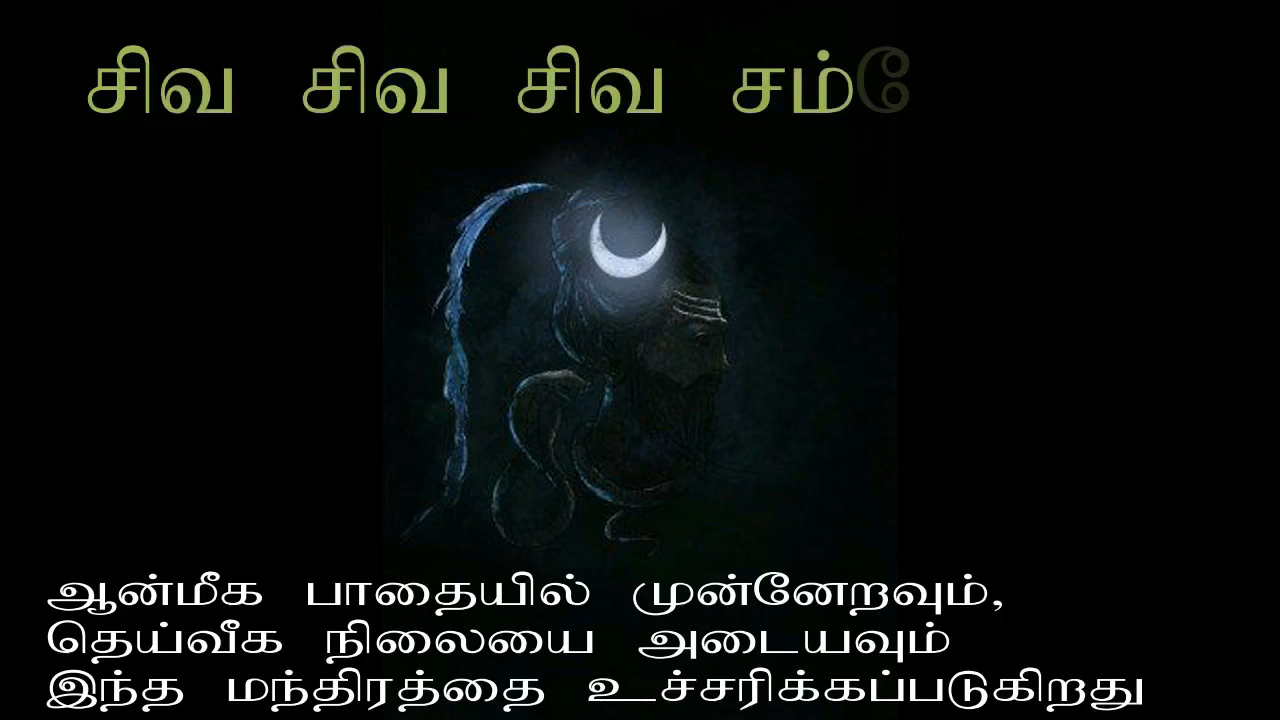 சிவ சிவ சிவ சம்
ஆன்மீக பாதையில் முன்னேறவும்,
தெய்வீக நிலையை அடையவும்
இந்த மந்திரத்தை உச்சரிக்கப்படுகிறது